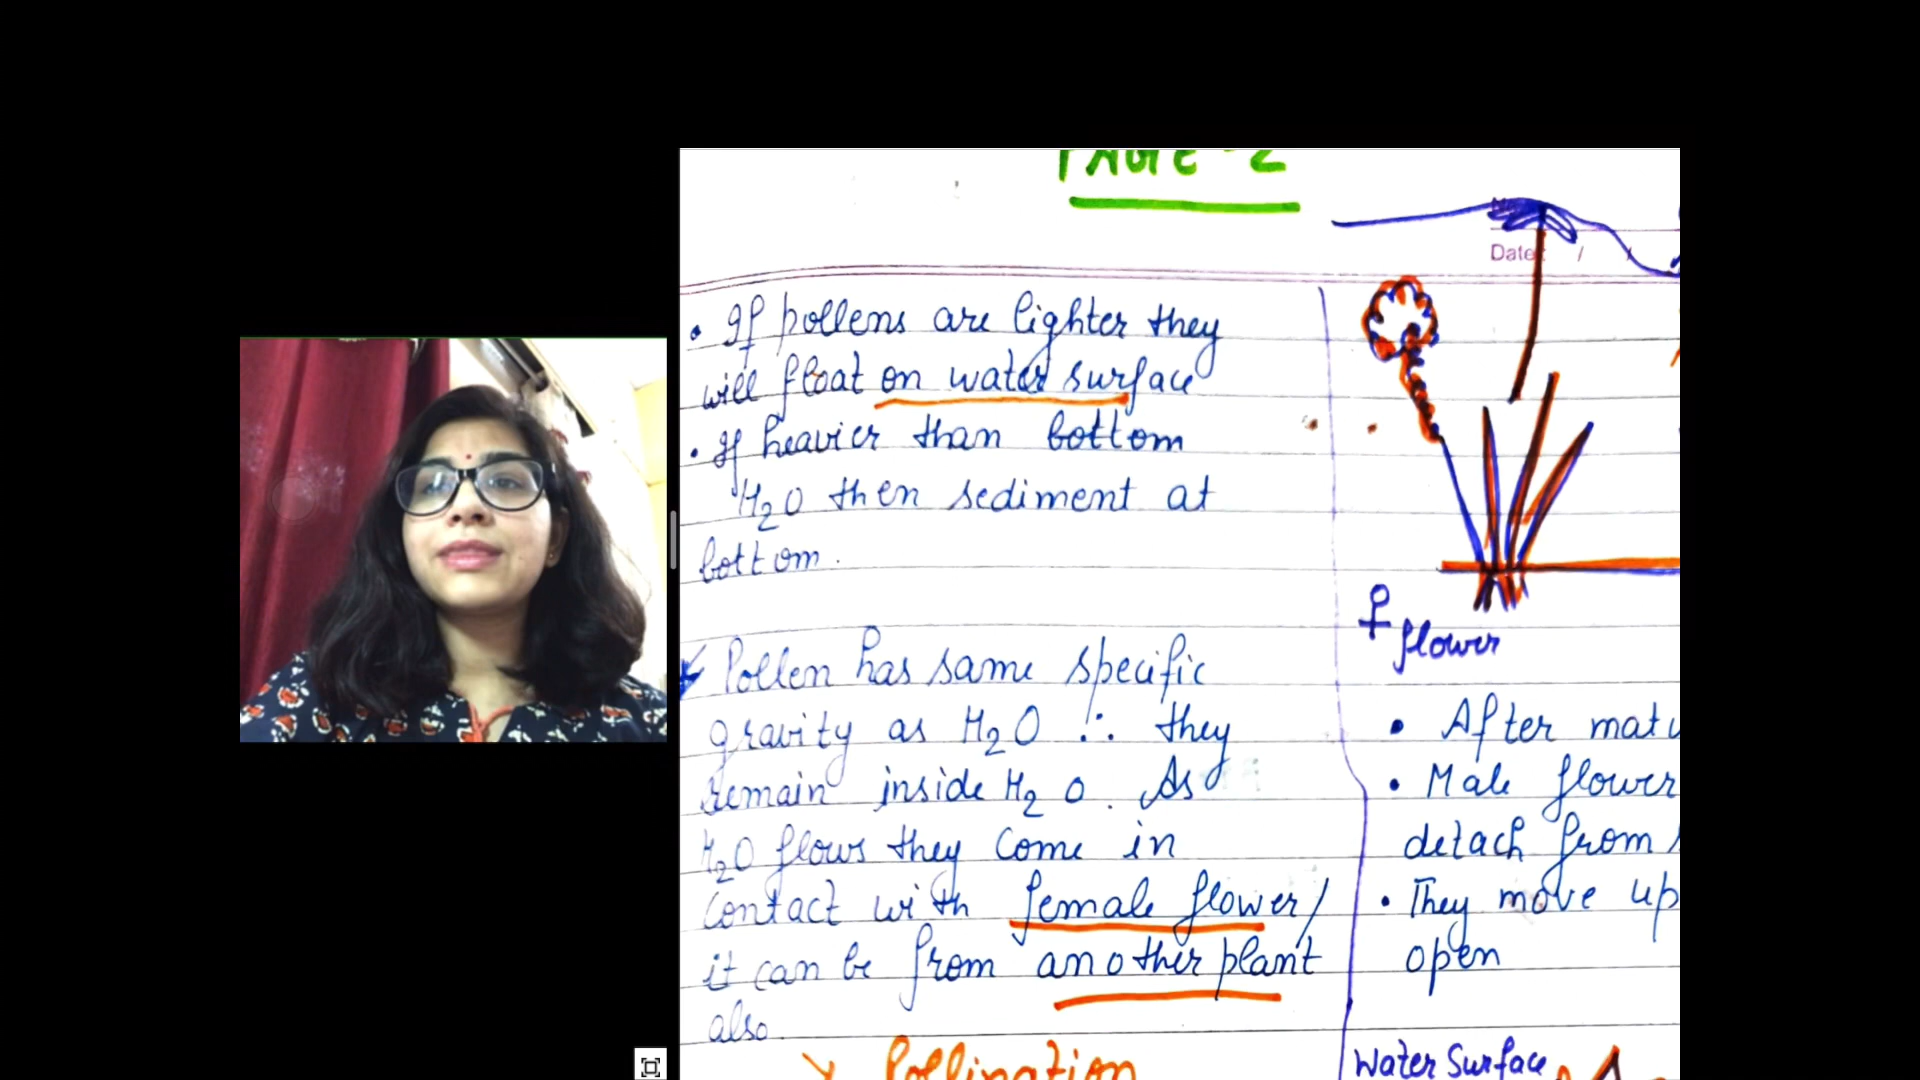 PAGE-2
Date: / /
• If pollens are lighter they
will float on water surface
• If heavier than bottom
H2O then sediment at
bottom.
Pollen has same specific
gravity as H2O ∴ they
remain inside H2O. As
H2O flows they come in
contact with female flower/
it can be from another plant
also.
Pollination
♀ flower
• After matu
• Male flower
detach from
• They move up
open
Water Surface